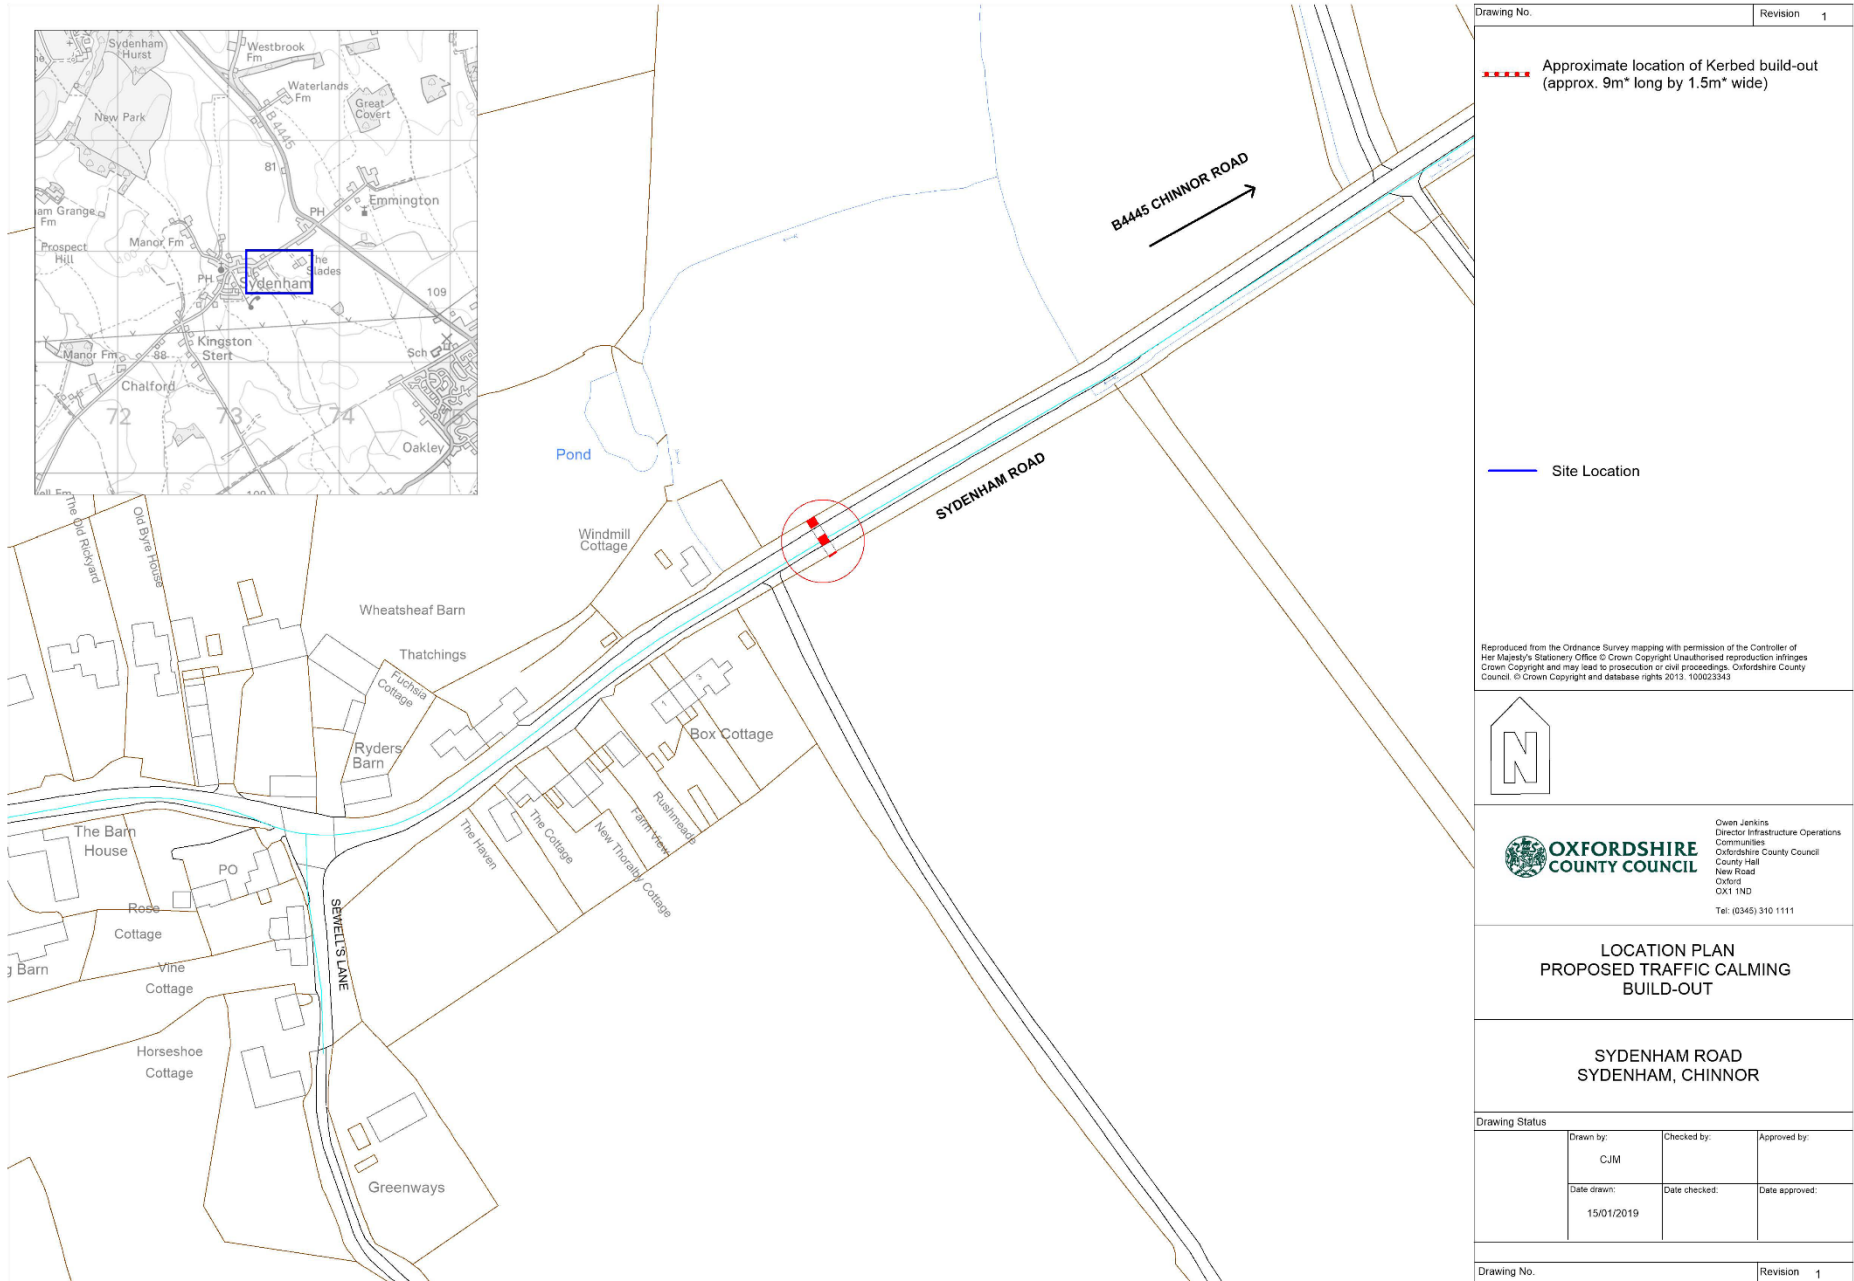 Drawing No.
Revision 1
Approximate location of Kerbed build-out
(approx. 9m* long by 1.5m* wide)
Site Location
Reproduced from the Ordnance Survey mapping with permission of the Controller of
Her Majesty's Stationery Office © Crown Copyright Unauthorised reproduction infringes
Crown Copyright and may lead to prosecution or civil proceedings. Oxfordshire County
Council. © Crown Copyright and database rights 2013. 100023343
N
OXFORDSHIRE
COUNTY COUNCIL
Owen Jenkins
Director Infrastructure Operations
Communities
Oxfordshire County Council
County Hall
New Road
Oxford
OX1 1ND
Tel: (0345) 310 1111
LOCATION PLAN
PROPOSED TRAFFIC CALMING
BUILD-OUT
SYDENHAM ROAD
SYDENHAM, CHINNOR
Drawing Status
Drawn by:
CJM
Checked by:
Approved by:
Date drawn:
15/01/2019
Date checked:
Date approved:
Drawing No.
Revision 1
Sydenham
Hurst
Westbrook
Fm
Waterlands
Fm
Great
Covert
New Park
B4445
81
PH
Emmington
Grange
Fm
Manor Fm
Prospect
Hill
PH
The
Slades
Sydenham
109
Kingston
Stert
Sch
Manor Fm
88
Chalford
72
73
74
Oakley
B4445 CHINNOR ROAD
SYDENHAM ROAD
Pond
Windmill
Cottage
The Old Rickyard
Old Byre House
Wheatsheaf Barn
Thatchings
Fuchsia
Cottage
Ryders
Barn
Box Cottage
1
3
The Haven
The Cottage
New Thoralby Cottage
Farm View
Rushmeade
The Barn
House
PO
Rose
Cottage
Barn
Vine
Cottage
SEWELL'S LANE
Horseshoe
Cottage
Greenways